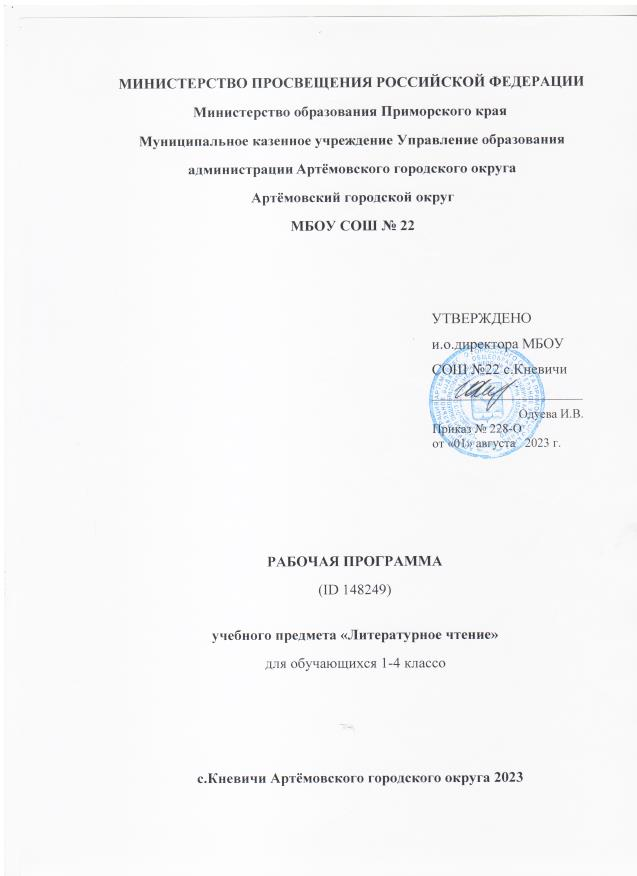 МИНИСТЕРСТВО ПРОСВЕЩЕНИЯ РОССИЙСКОЙ ФЕДЕРАЦИИ
Министерство образования Приморского края
Муниципальное казенное учреждение Управление образования
администрации Артёмовского городского округа
Артёмовский городской округ
МБОУ СОШ № 22
УТВЕРЖДЕНО
и.о.директора МБОУ
СОШ №22 с.Кневичи
Одуева И.В.
Приказ № 228-О
от «01» августа 2023 г.
РАБОЧАЯ ПРОГРАММА
(ID 148249)
учебного предмета «Литературное чтение»
для обучающихся 1-4 классо
с.Кневичи Артёмовского городского округа 2023